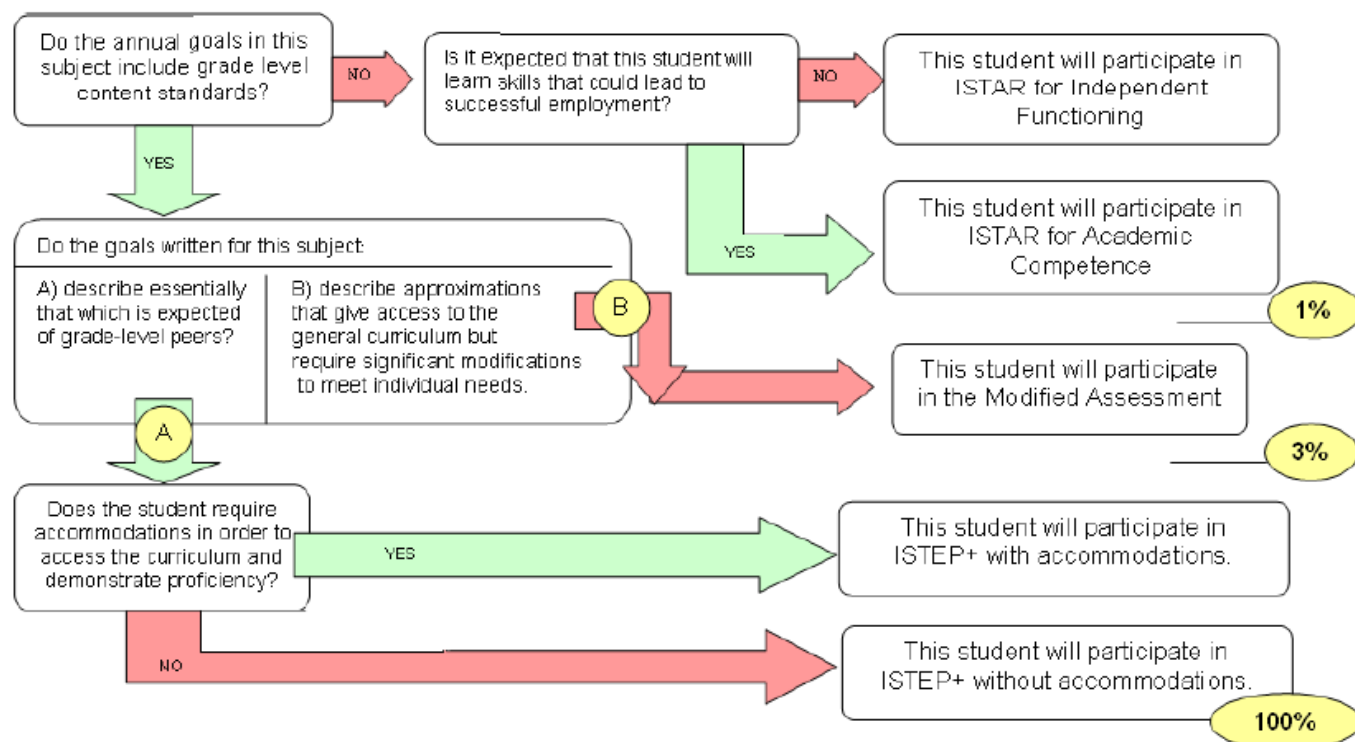 Do the annual goals in this
subject include grade level
content standards?
NO
Is it expected that this student will
learn skills that could lead to
successful employment?
NO
This student will participate in
ISTAR for Independent
Functioning
YES
YES
This student will participate in
ISTAR for Academic
Competence
1%
Do the goals written for this subject:
A) describe essentially
that which is expected
of grade-level peers?
B) describe approximations
that give access to the
general curriculum but
require significant modifications
to meet individual needs.
B
This student will participate
in the Modified Assessment
3%
A
Does the student require
accommodations in order to
access the curriculum and
demonstrate proficiency?
YES
This student will participate in
ISTEP+ with accommodations.
NO
This student will participate in
ISTEP+ without accommodations.
100%